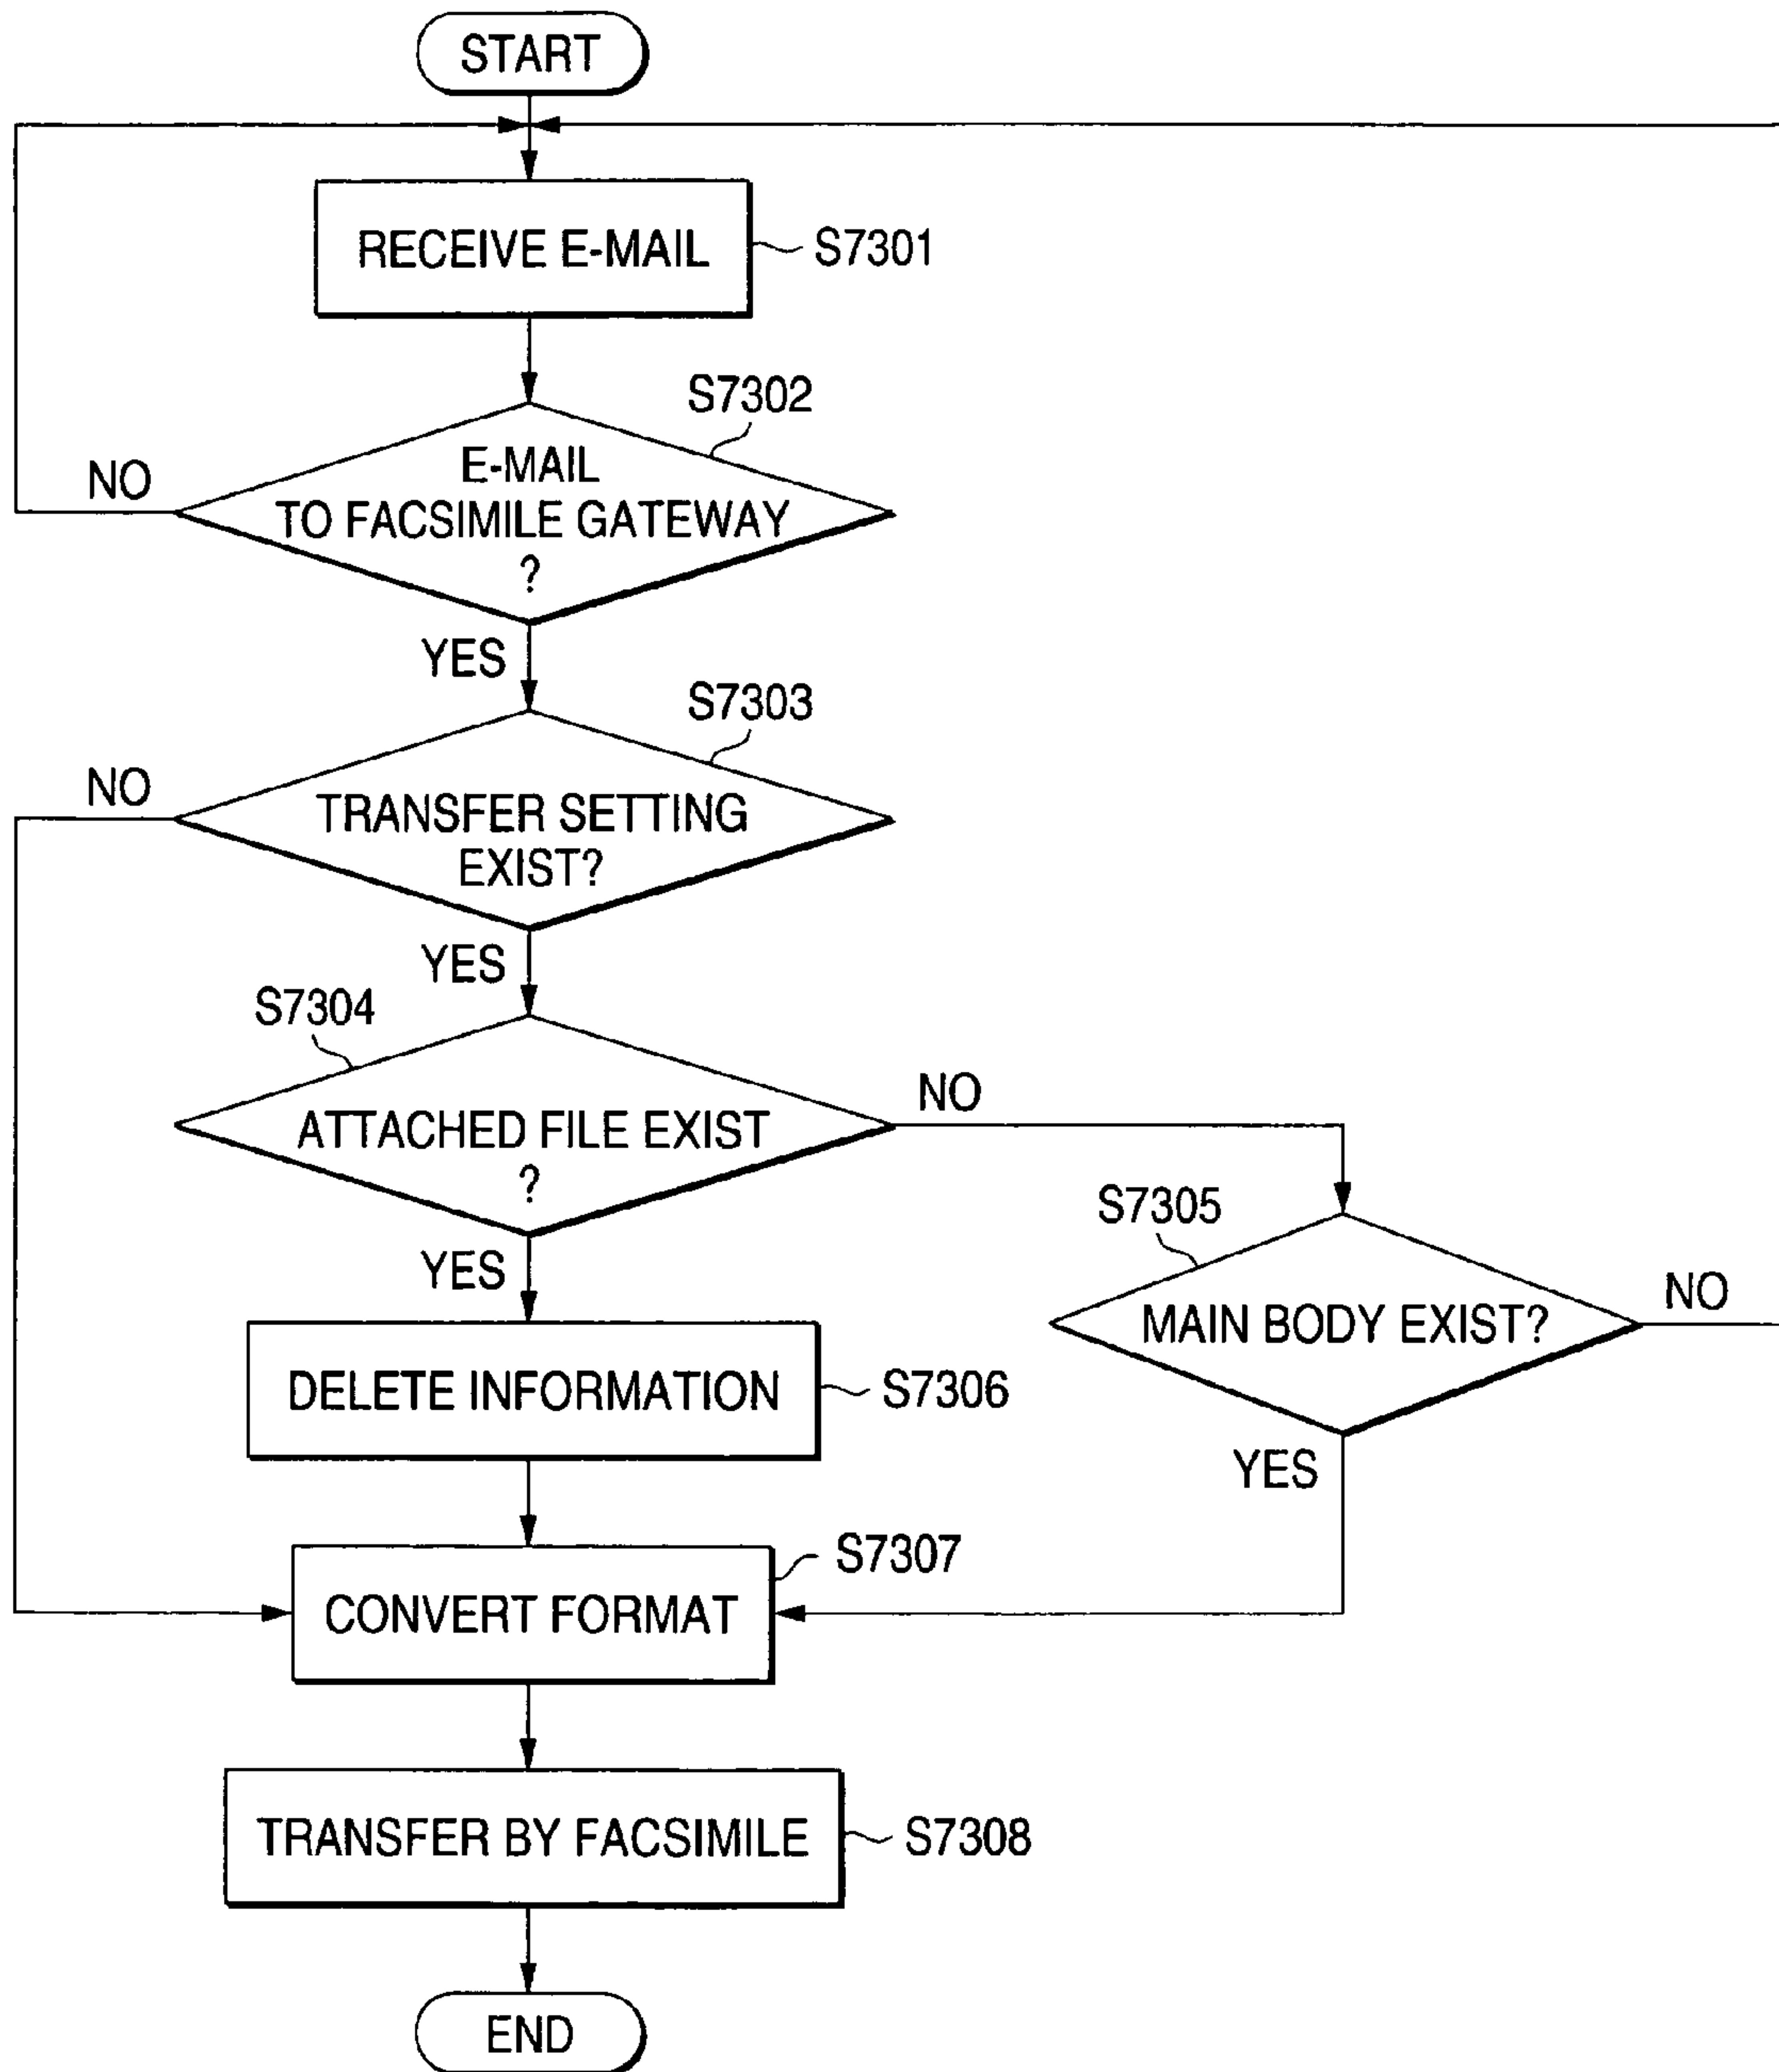 START
RECEIVE E-MAIL
S7301
S7302
E-MAIL
TO FACSIMILE GATEWAY
?
NO
YES
S7303
TRANSFER SETTING
EXIST?
NO
YES
S7304
ATTACHED FILE EXIST
?
NO
YES
S7305
MAIN BODY EXIST?
NO
YES
DELETE INFORMATION
S7306
CONVERT FORMAT
S7307
TRANSFER BY FACSIMILE
S7308
END